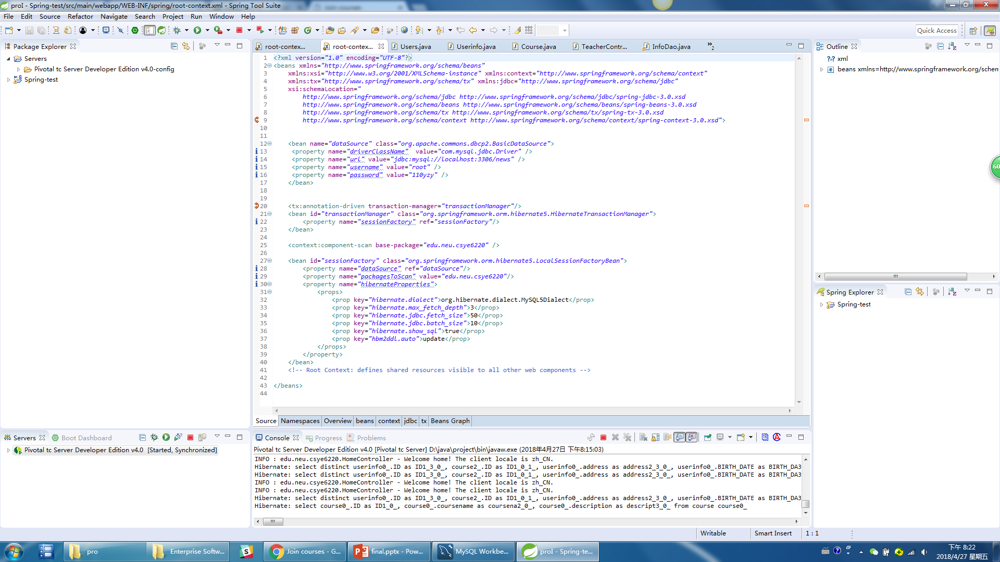 proI - Spring-test/src/main/webapp/WEB-INF/spring/root-context.xml - Spring Tool Suite
File Edit Source Refactor Navigate Search Project Run Window Help
Quick Access
Package Explorer
Servers
Pivotal tc Server Developer Edition v4.0-config
Spring-test
root-contex... root-contex... Users.java Userinfo.java Course.java TeacherContr... InfoDao.java »2
1 <?xml version="1.0" encoding="UTF-8"?>
2 <beans xmlns="http://www.springframework.org/schema/beans"
3 xmlns:xsi="http://www.w3.org/2001/XMLSchema-instance" xmlns:context="http://www.springframework.org/schema/context"
4 xmlns:tx="http://www.springframework.org/schema/tx" xmlns:jdbc="http://www.springframework.org/schema/jdbc"
5 xsi:schemaLocation="
6 http://www.springframework.org/schema/jdbc http://www.springframework.org/schema/jdbc/spring-jdbc-3.0.xsd
7 http://www.springframework.org/schema/beans http://www.springframework.org/schema/beans/spring-beans-3.0.xsd
8 http://www.springframework.org/schema/tx http://www.springframework.org/schema/tx/spring-tx-3.0.xsd
9 http://www.springframework.org/schema/context http://www.springframework.org/schema/context/spring-context-3.0.xsd">
10
11
12 <bean name="dataSource" class="org.apache.commons.dbcp2.BasicDataSource">
13 <property name="driverClassName" value="com.mysql.jdbc.Driver" />
14 <property name="url" value="jdbc:mysql://localhost:3306/news" />
15 <property name="username" value="root" />
16 <property name="password" value="110yzy" />
17 </bean>
18
19
20 <tx:annotation-driven transaction-manager="transactionManager"/>
21 <bean id="transactionManager" class="org.springframework.orm.hibernate5.HibernateTransactionManager">
22 <property name="sessionFactory" ref="sessionFactory"/>
23 </bean>
24
25 <context:component-scan base-package="edu.neu.csye6220" />
26
27 <bean id="sessionFactory" class="org.springframework.orm.hibernate5.LocalSessionFactoryBean">
28 <property name="dataSource" ref="dataSource"/>
29 <property name="packagesToScan" value="edu.neu.csye6220"/>
30 <property name="hibernateProperties">
31 <props>
32 <prop key="hibernate.dialect">org.hibernate.dialect.MySQL5Dialect</prop>
33 <prop key="hibernate.max_fetch_depth">3</prop>
34 <prop key="hibernate.jdbc.fetch_size">50</prop>
35 <prop key="hibernate.jdbc.batch_size">10</prop>
36 <prop key="hibernate.show_sql">true</prop>
37 <prop key="hbm2ddl.auto">update</prop>
38 </props>
39 </property>
40 </bean>
41 <!-- Root Context: defines shared resources visible to all other web components -->
42
43 </beans>
44
Source Namespaces Overview beans context jdbc tx Beans Graph
Outline
?-? xml
beans xmlns=http://www.springframework.org/schem
60
Spring Explorer
Spring-test
Servers Boot Dashboard
Pivotal tc Server Developer Edition v4.0 [Started, Synchronized]
Console Progress Problems
Pivotal tc Server Developer Edition v4.0 [Pivotal tc Server] D:\java\project\bin\javaw.exe (2018年4月27日 下午8:15:03)
INFO : edu.neu.csye6220.HomeController - Welcome home! The client locale is zh_CN.
Hibernate: select distinct userinfo0_.ID as ID1_3_0_, course2_.ID as ID1_0_1_, userinfo0_.address as address2_3_0_, userinfo0_.BIRTH_DATE as BIRTH_DA3
Hibernate: select distinct userinfo0_.ID as ID1_3_0_, course2_.ID as ID1_0_1_, userinfo0_.address as address2_3_0_, userinfo0_.BIRTH_DATE as BIRTH_DA3
INFO : edu.neu.csye6220.HomeController - Welcome home! The client locale is zh_CN.
INFO : edu.neu.csye6220.HomeController - Welcome home! The client locale is zh_CN.
Hibernate: select distinct userinfo0_.ID as ID1_3_0_, course2_.ID as ID1_0_1_, userinfo0_.address as address2_3_0_, userinfo0_.BIRTH_DATE as BIRTH_DA3
Hibernate: select course0_.ID as ID1_0_, course0_.coursename as coursena2_0_, course0_.description as descript3_0_ from course course0_
Writable Smart Insert 1 : 1
pro Enterprise Softw... Join courses - G... final.pptx - Pow... MySQL Workbe... proI - Spring-te...
下午 8:22
2018/4/27 星期五